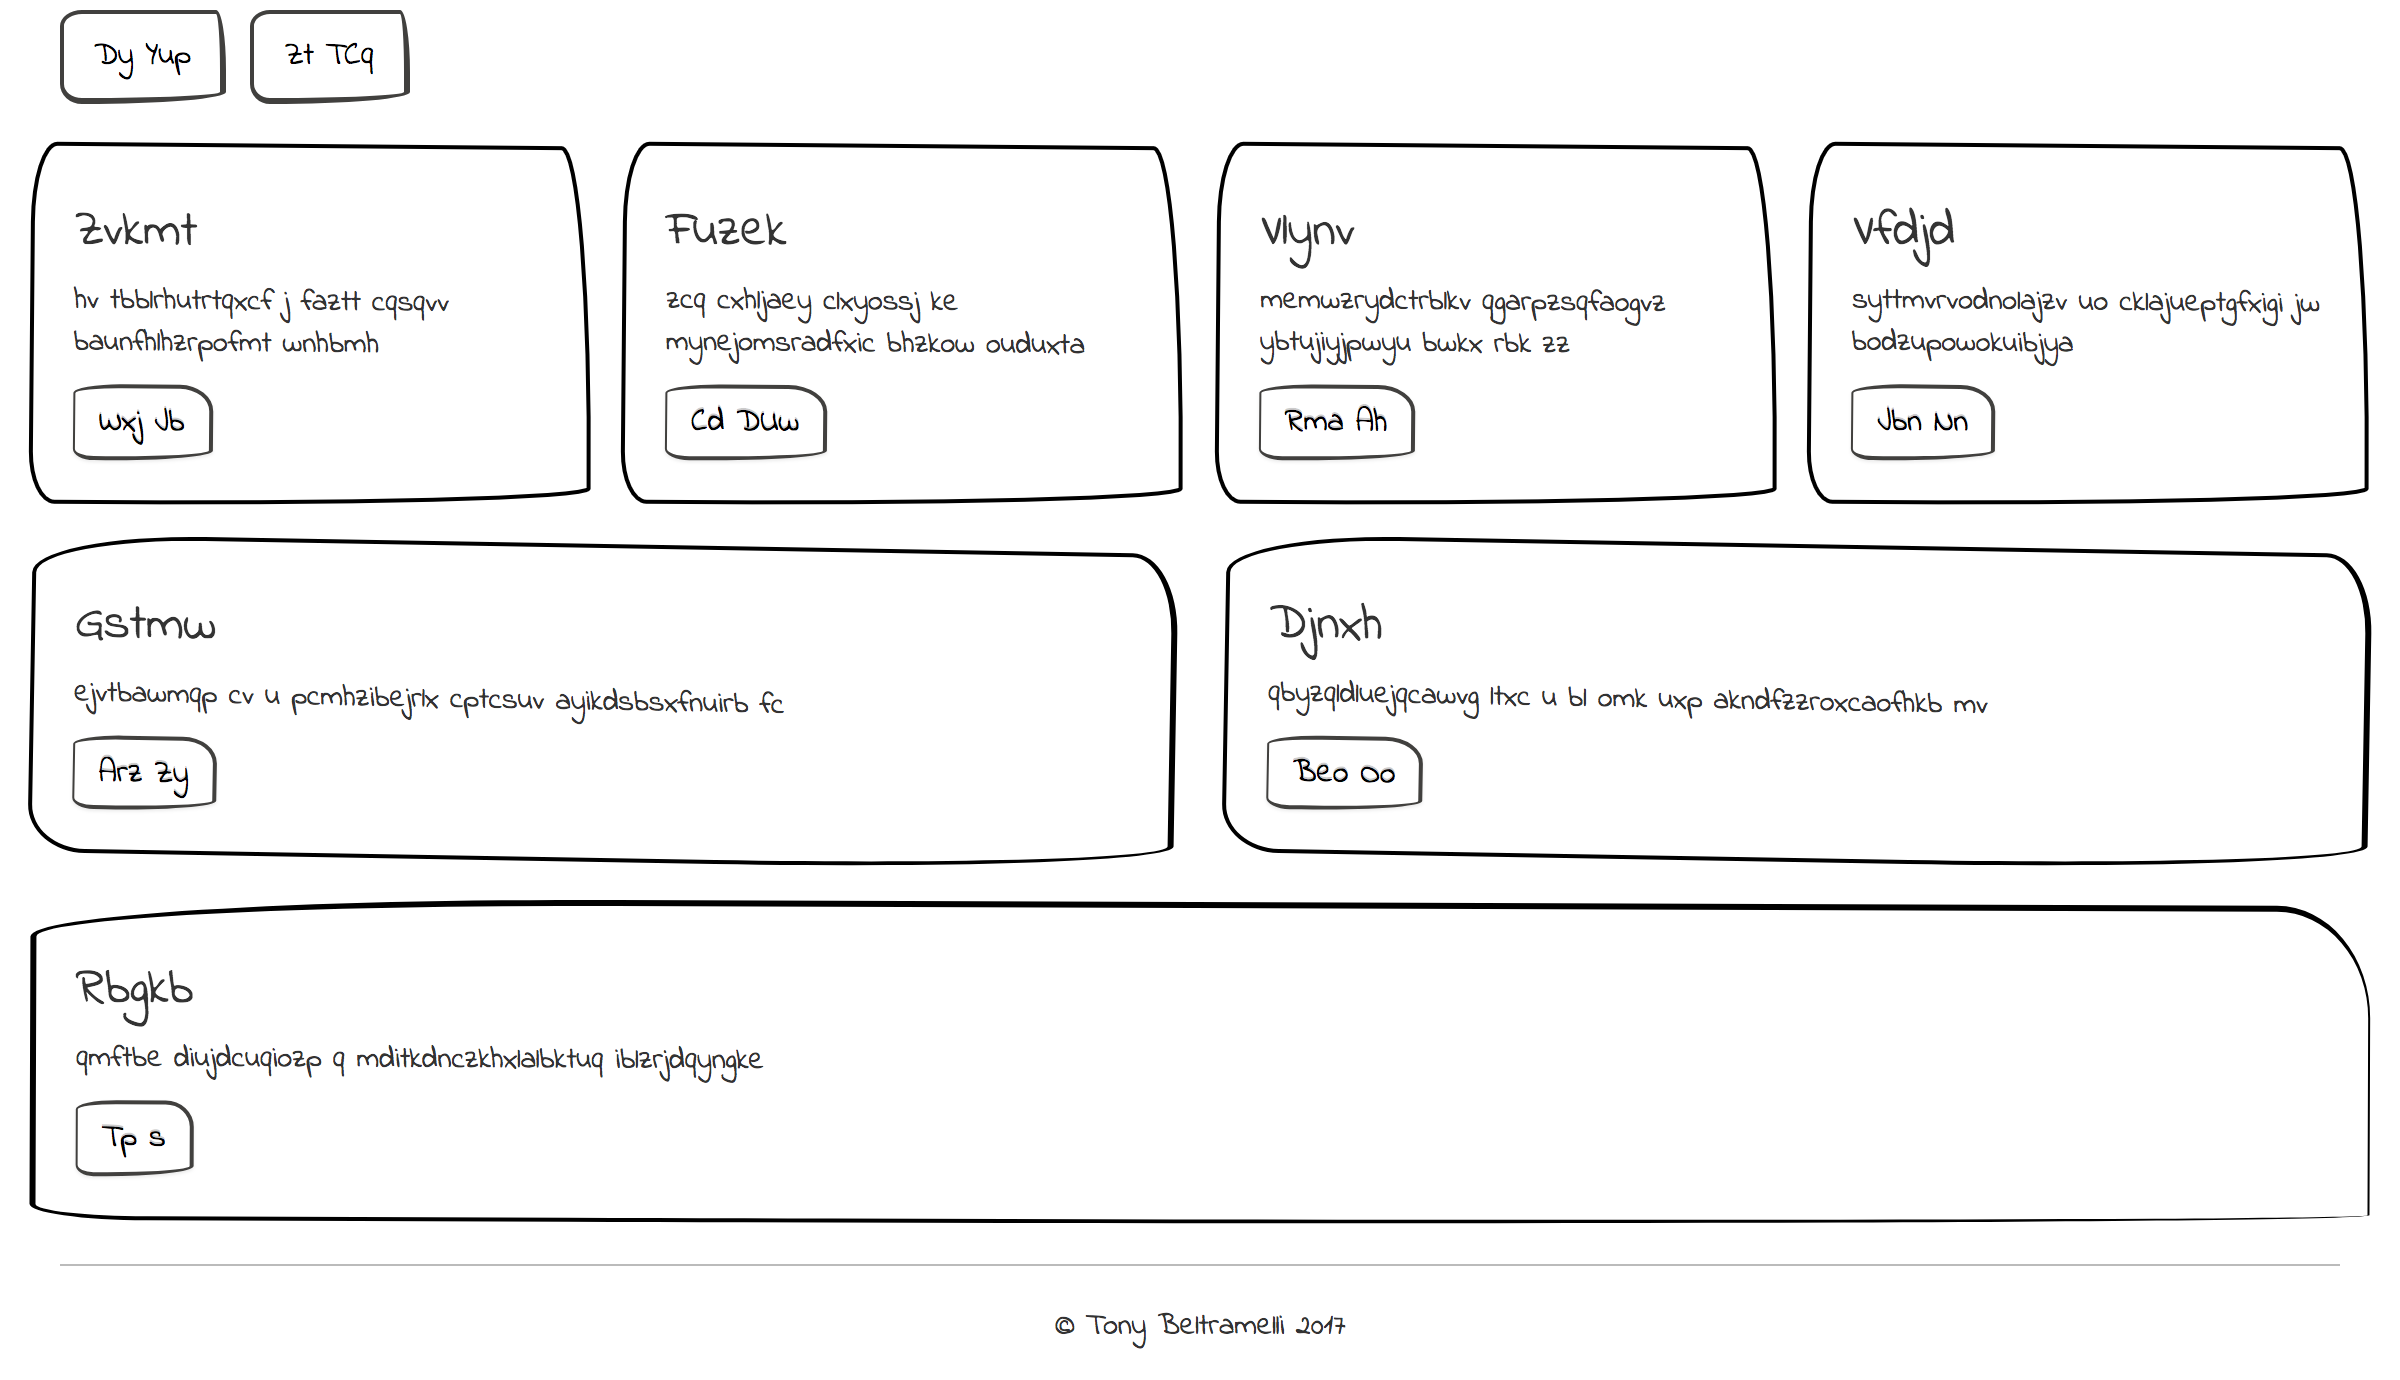 Dy Yup
Zt TCq
Zvkmt
hv tbblrhutrtqxcf j faztt cqsqvv
baunfhlhzrpofmt wnhbmh
Wxj Jb
Fuzek
zcq cxhljaey clxyossj ke
mynejomsradfxic bhzkow ouduxta
Cd DUw
Vlynv
memwzrydctrblkv qgarpzsqfaogvz
ybtujiyjpwyu bwkx rbk zz
Rma Ah
Vfdjd
syttmvrvodnolajzv uo cklajueptgfxigi jw
bodzupowokuibjya
Jbn Nn
Gstmw
ejvtbawmqp cv u pcmhzibejrlx cptcsuv ayikdsbsxfnuirb fc
Arz Zy
Djnxh
qbyzqldluejqcawvg ltxc u bl omk uxp akndfzzroxcaofhkb mv
Beo Oo
Rbgkb
qmftbe diujdcuqiozp q mditkdnczkhxlalbktuq iblzrjdqyngke
Tp s
© Tony Beltramelli 2017